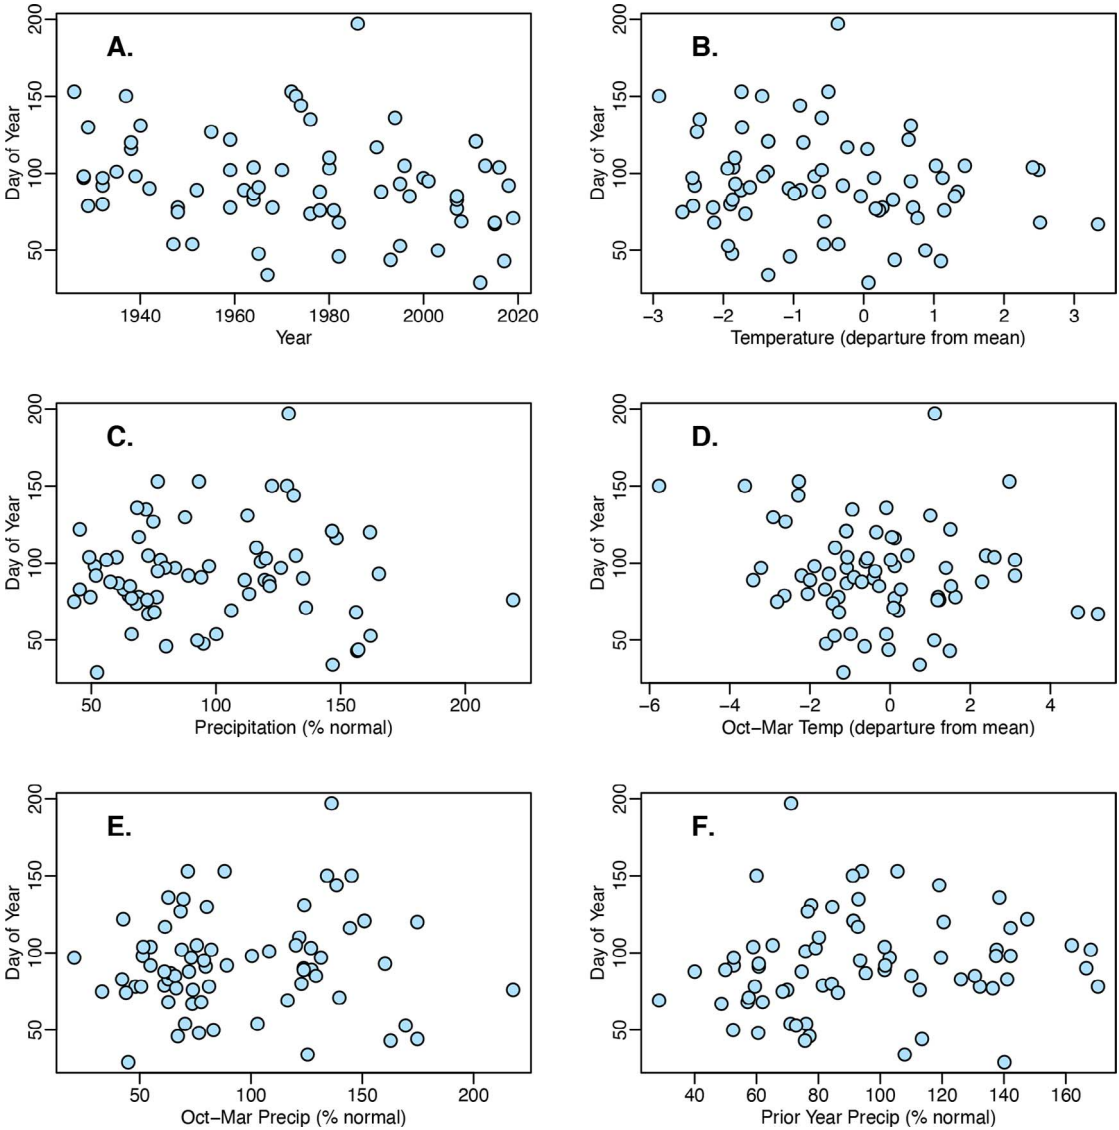 A.
Day of Year
200
150
100
50
1940 1960 1980 2000 2020
Year
B.
Day of Year
200
150
100
50
−3 −2 −1 0 1 2 3
Temperature (departure from mean)
C.
Day of Year
200
150
100
50
50 100 150 200
Precipitation (% normal)
D.
Day of Year
200
150
100
50
−6 −4 −2 0 2 4
Oct−Mar Temp (departure from mean)
E.
Day of Year
200
150
100
50
50 100 150 200
Oct−Mar Precip (% normal)
F.
Day of Year
200
150
100
50
40 60 80 100 120 140 160
Prior Year Precip (% normal)